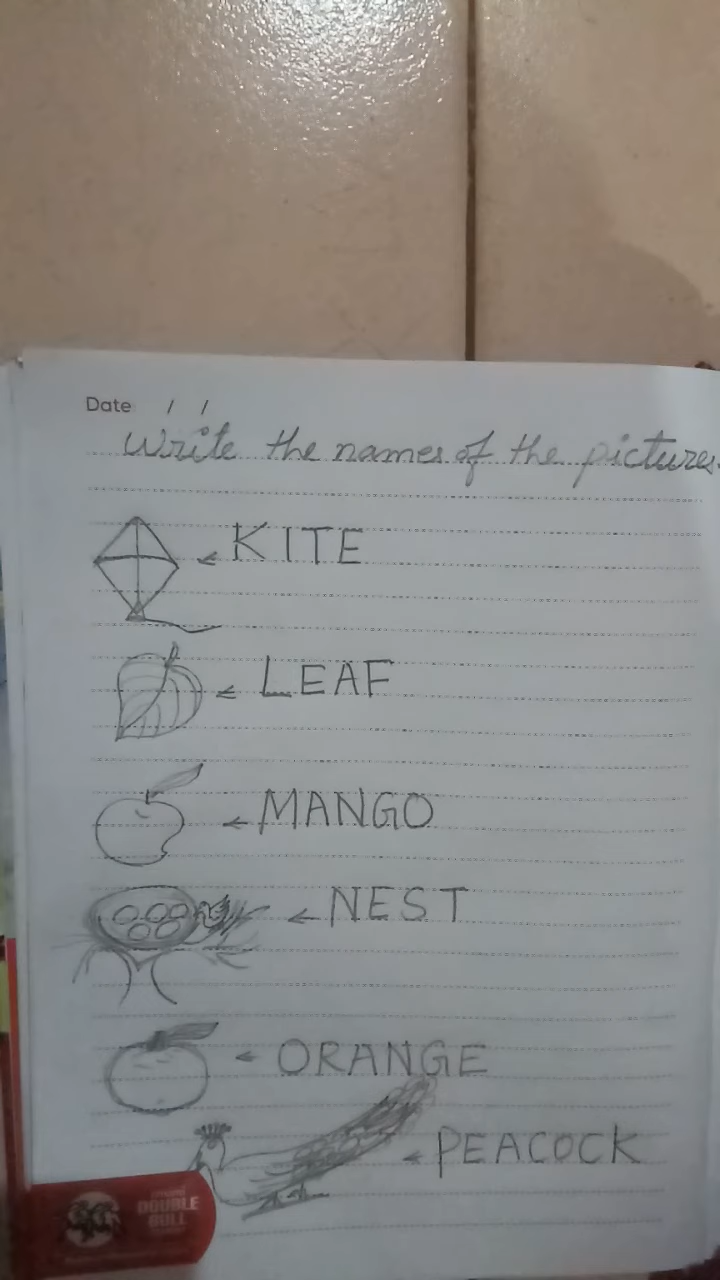 Date / /
Write the names of the pictures.
KITE
LEAF
MANGO
NEST
ORANGE
PEACOCK
DOUBLE
BULL